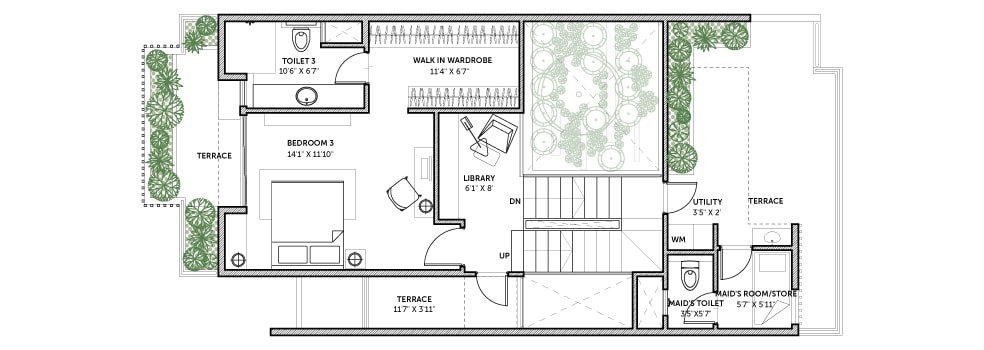 TOILET 3
10'6" X 6'7"
WALK IN WARDROBE
11'4" X 6'7"
BEDROOM 3
14'1" X 11'10"
TERRACE
LIBRARY
6'1" X 8'
DN
UTILITY
3'5" X 2'
TERRACE
WM
UP
TERRACE
11'7" X 3'11"
MAID'S TOILET
3'5"X5'7"
MAID'S ROOM/STORE
5'7" X 5'11"